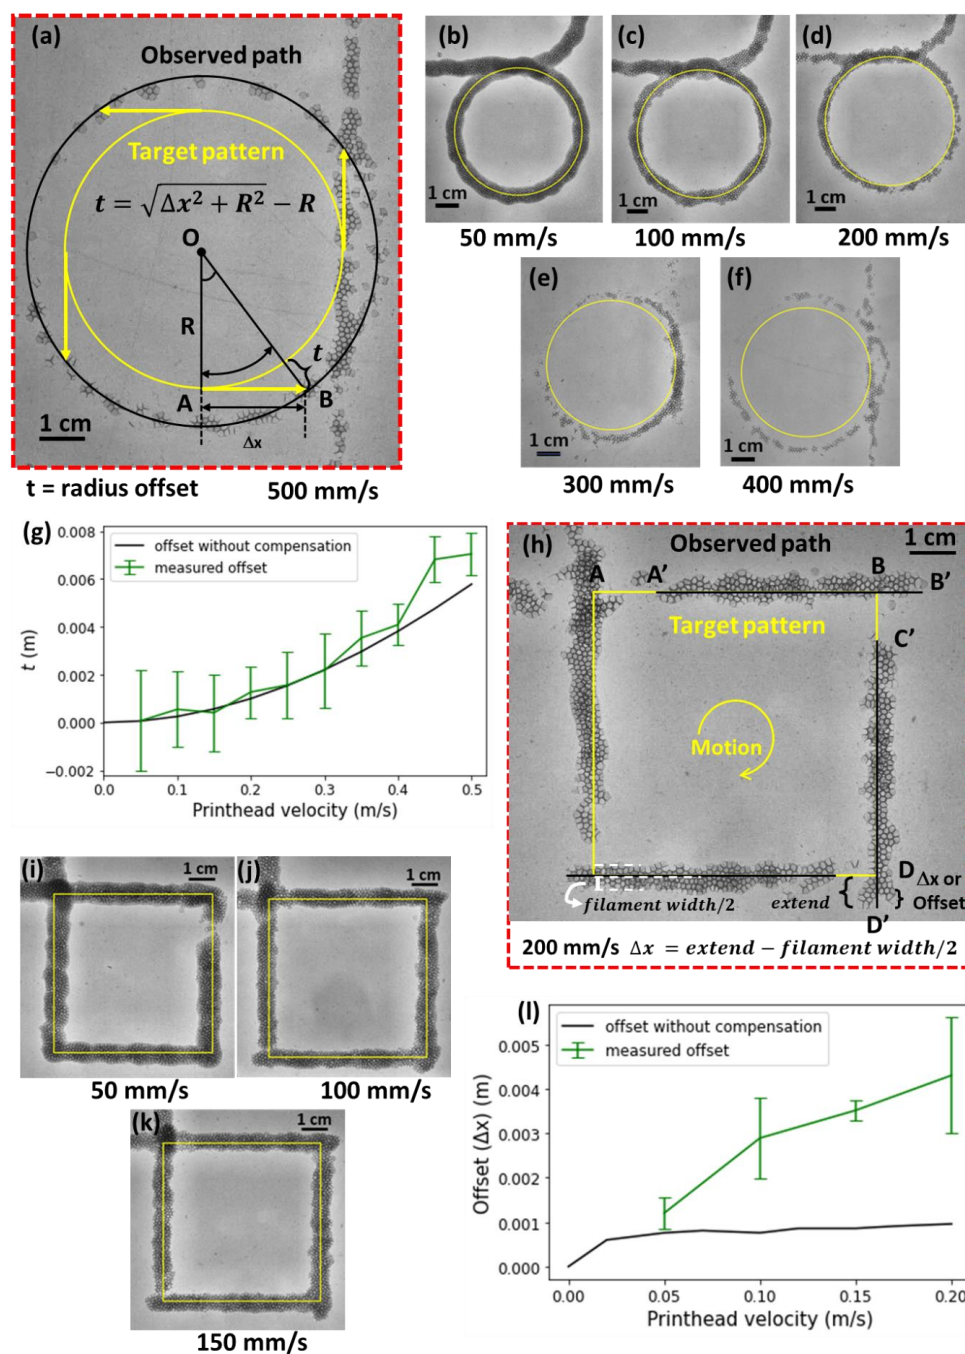 (a)
Observed path
Target pattern
t = √Δx² + R² − R
O
R
t
A
B
Δx
1 cm
t = radius offset
500 mm/s
(b)
1 cm
50 mm/s
(c)
1 cm
100 mm/s
(d)
1 cm
200 mm/s
(e)
1 cm
300 mm/s
(f)
1 cm
400 mm/s
(g)
offset without compensation
measured offset
0.008
0.006
0.004
0.002
0.000
−0.002
t (m)
0.0
0.1
0.2
0.3
0.4
0.5
Printhead velocity (m/s)
(h)
Observed path
1 cm
A
A’
B
B’
Target pattern
C’
Motion
D
Δx or
Offset
filament width/2
extend
D’
200 mm/s Δx = extend − filament width/2
(i)
1 cm
50 mm/s
(j)
1 cm
100 mm/s
(k)
1 cm
150 mm/s
(l)
offset without compensation
measured offset
0.005
0.004
0.003
0.002
0.001
0.000
Offset (Δx) (m)
0.00
0.05
0.10
0.15
0.20
Printhead velocity (m/s)